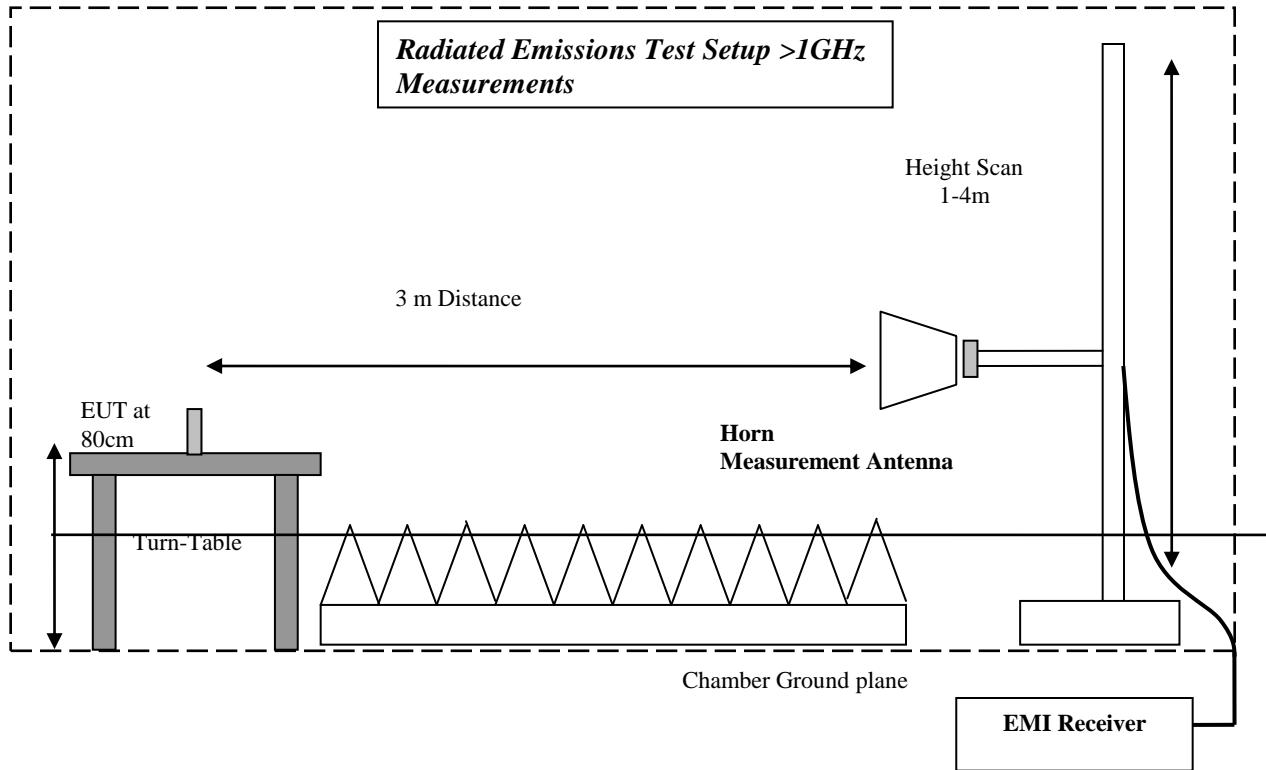 Radiated Emissions Test Setup >1GHz
Measurements
Height Scan
1-4m
3 m Distance
EUT at
80cm
Horn
Measurement Antenna
Turn-Table
Chamber Ground plane
EMI Receiver